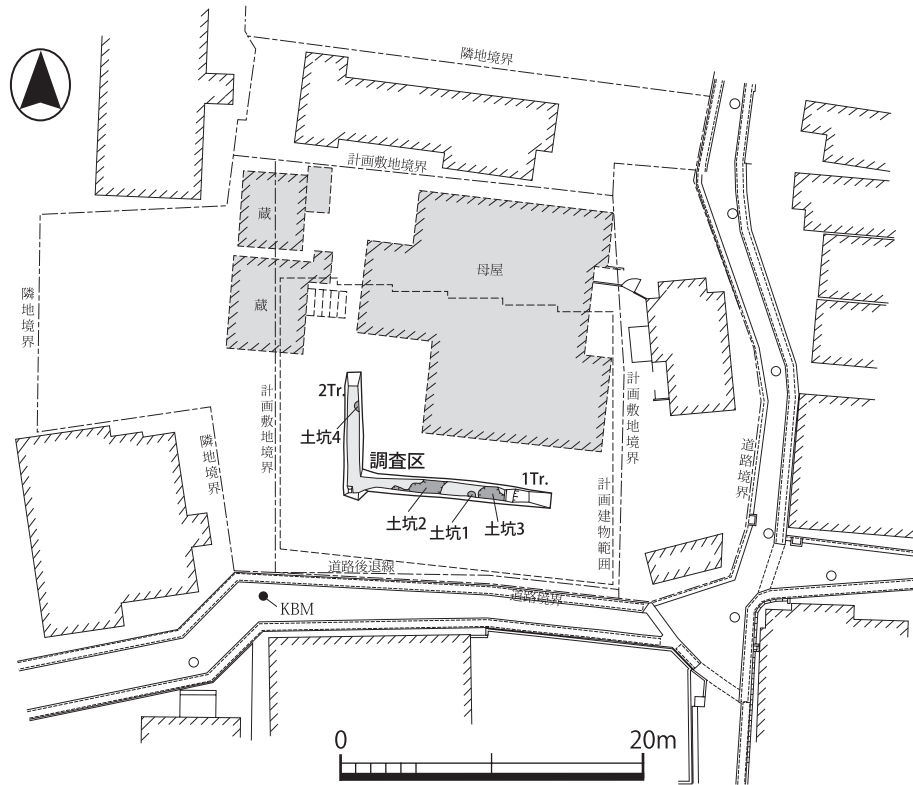 隣地境界
計画敷地境界
蔵
母屋
蔵
隣地境界
計画敷地境界
隣地境界
計画敷地境界
道路境界
計画建物範囲
2Tr.
土坑4
調査区
1Tr.
土坑2
土坑1
土坑3
道路後退線
道路境界
KBM
0
20m